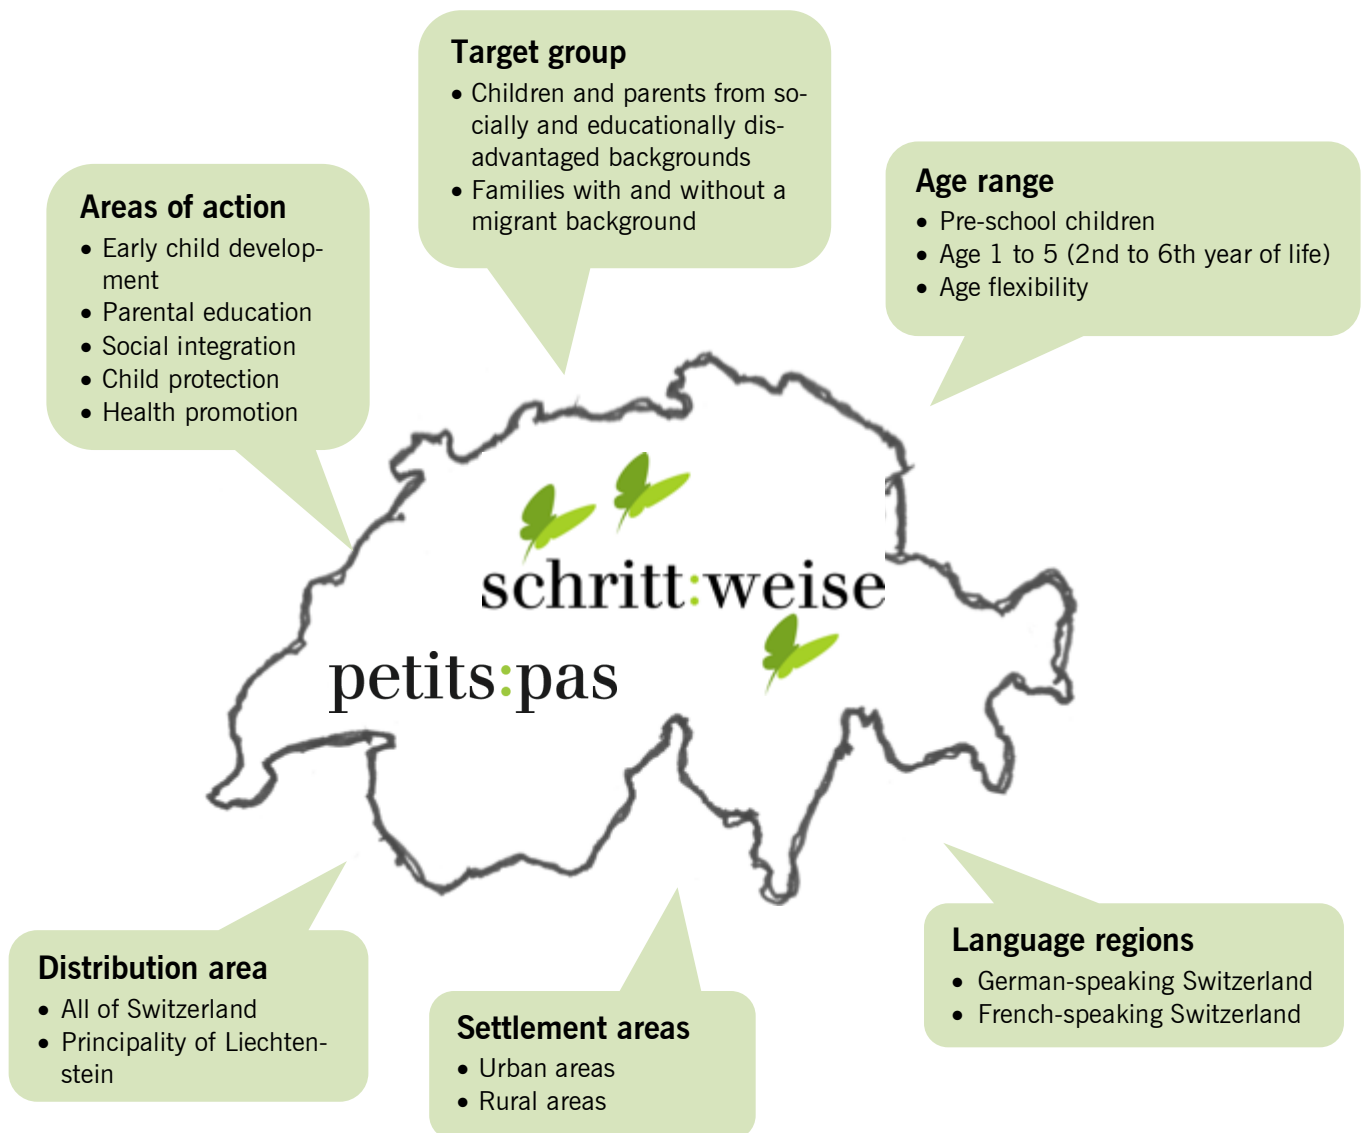 Target group
• Children and parents from so-
cially and educationally dis-
advantaged backgrounds
• Families with and without a
migrant background
Age range
• Pre-school children
• Age 1 to 5 (2nd to 6th year of life)
• Age flexibility
Areas of action
• Early child develop-
ment
• Parental education
• Social integration
• Child protection
• Health promotion
schritt:weise
petits:pas
Distribution area
• All of Switzerland
• Principality of Liechten-
stein
Settlement areas
• Urban areas
• Rural areas
Language regions
• German-speaking Switzerland
• French-speaking Switzerland